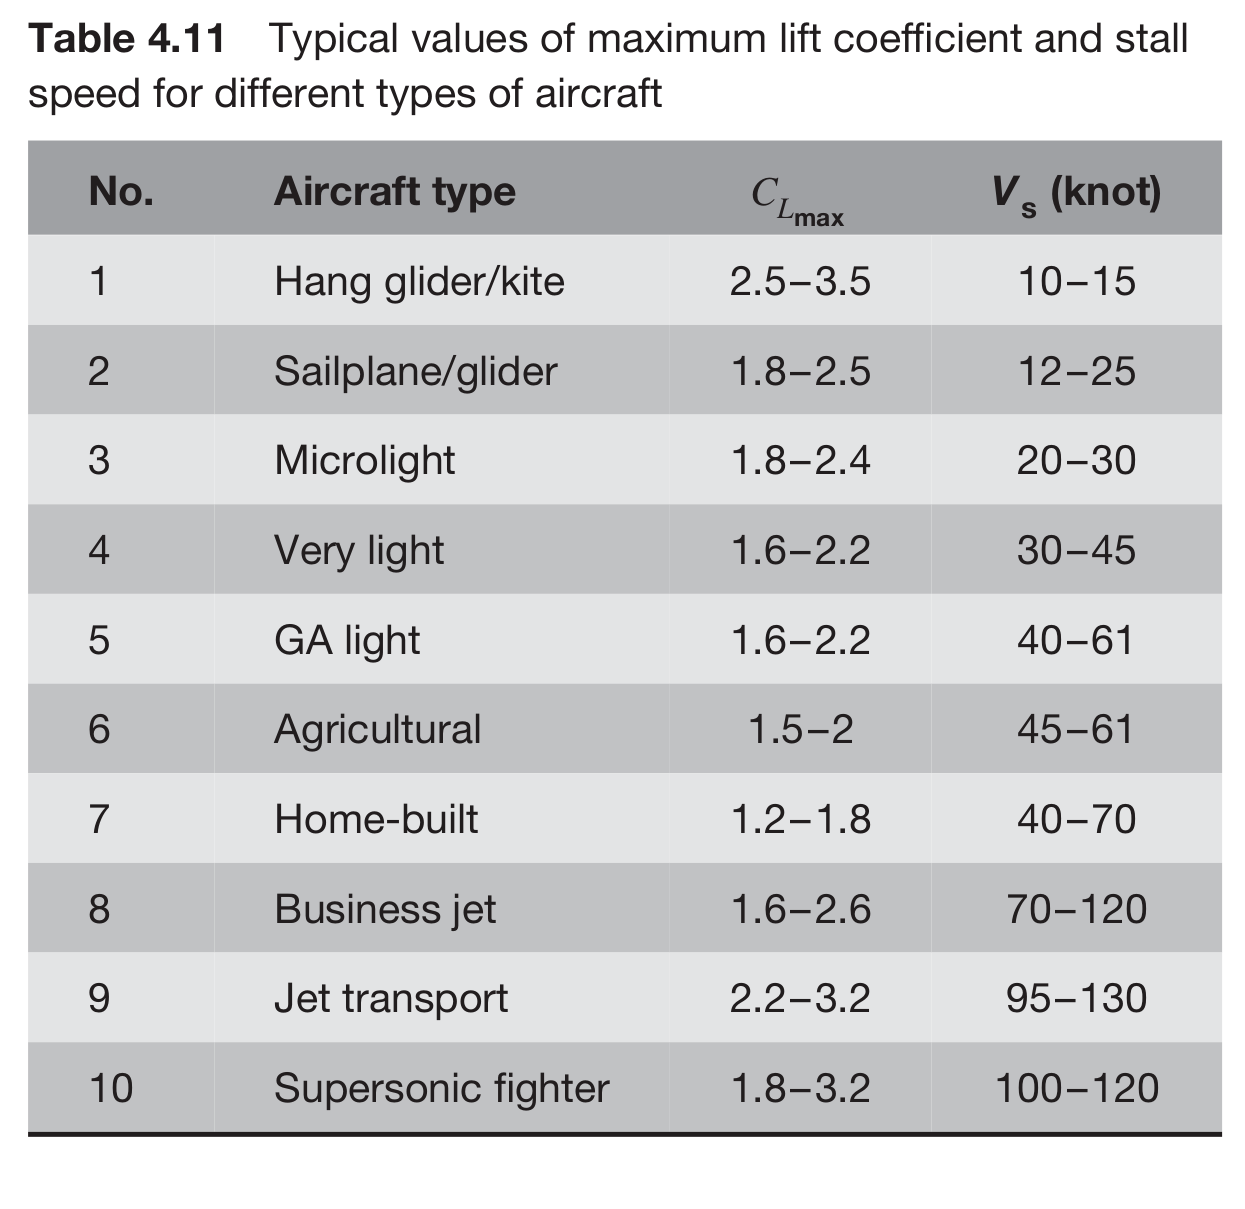 Table 4.11 Typical values of maximum lift coefficient and stall
speed for different types of aircraft
No. Aircraft type C_Lmax Vs (knot)
1 Hang glider/kite 2.5–3.5 10–15
2 Sailplane/glider 1.8–2.5 12–25
3 Microlight 1.8–2.4 20–30
4 Very light 1.6–2.2 30–45
5 GA light 1.6–2.2 40–61
6 Agricultural 1.5–2 45–61
7 Home-built 1.2–1.8 40–70
8 Business jet 1.6–2.6 70–120
9 Jet transport 2.2–3.2 95–130
10 Supersonic fighter 1.8–3.2 100–120